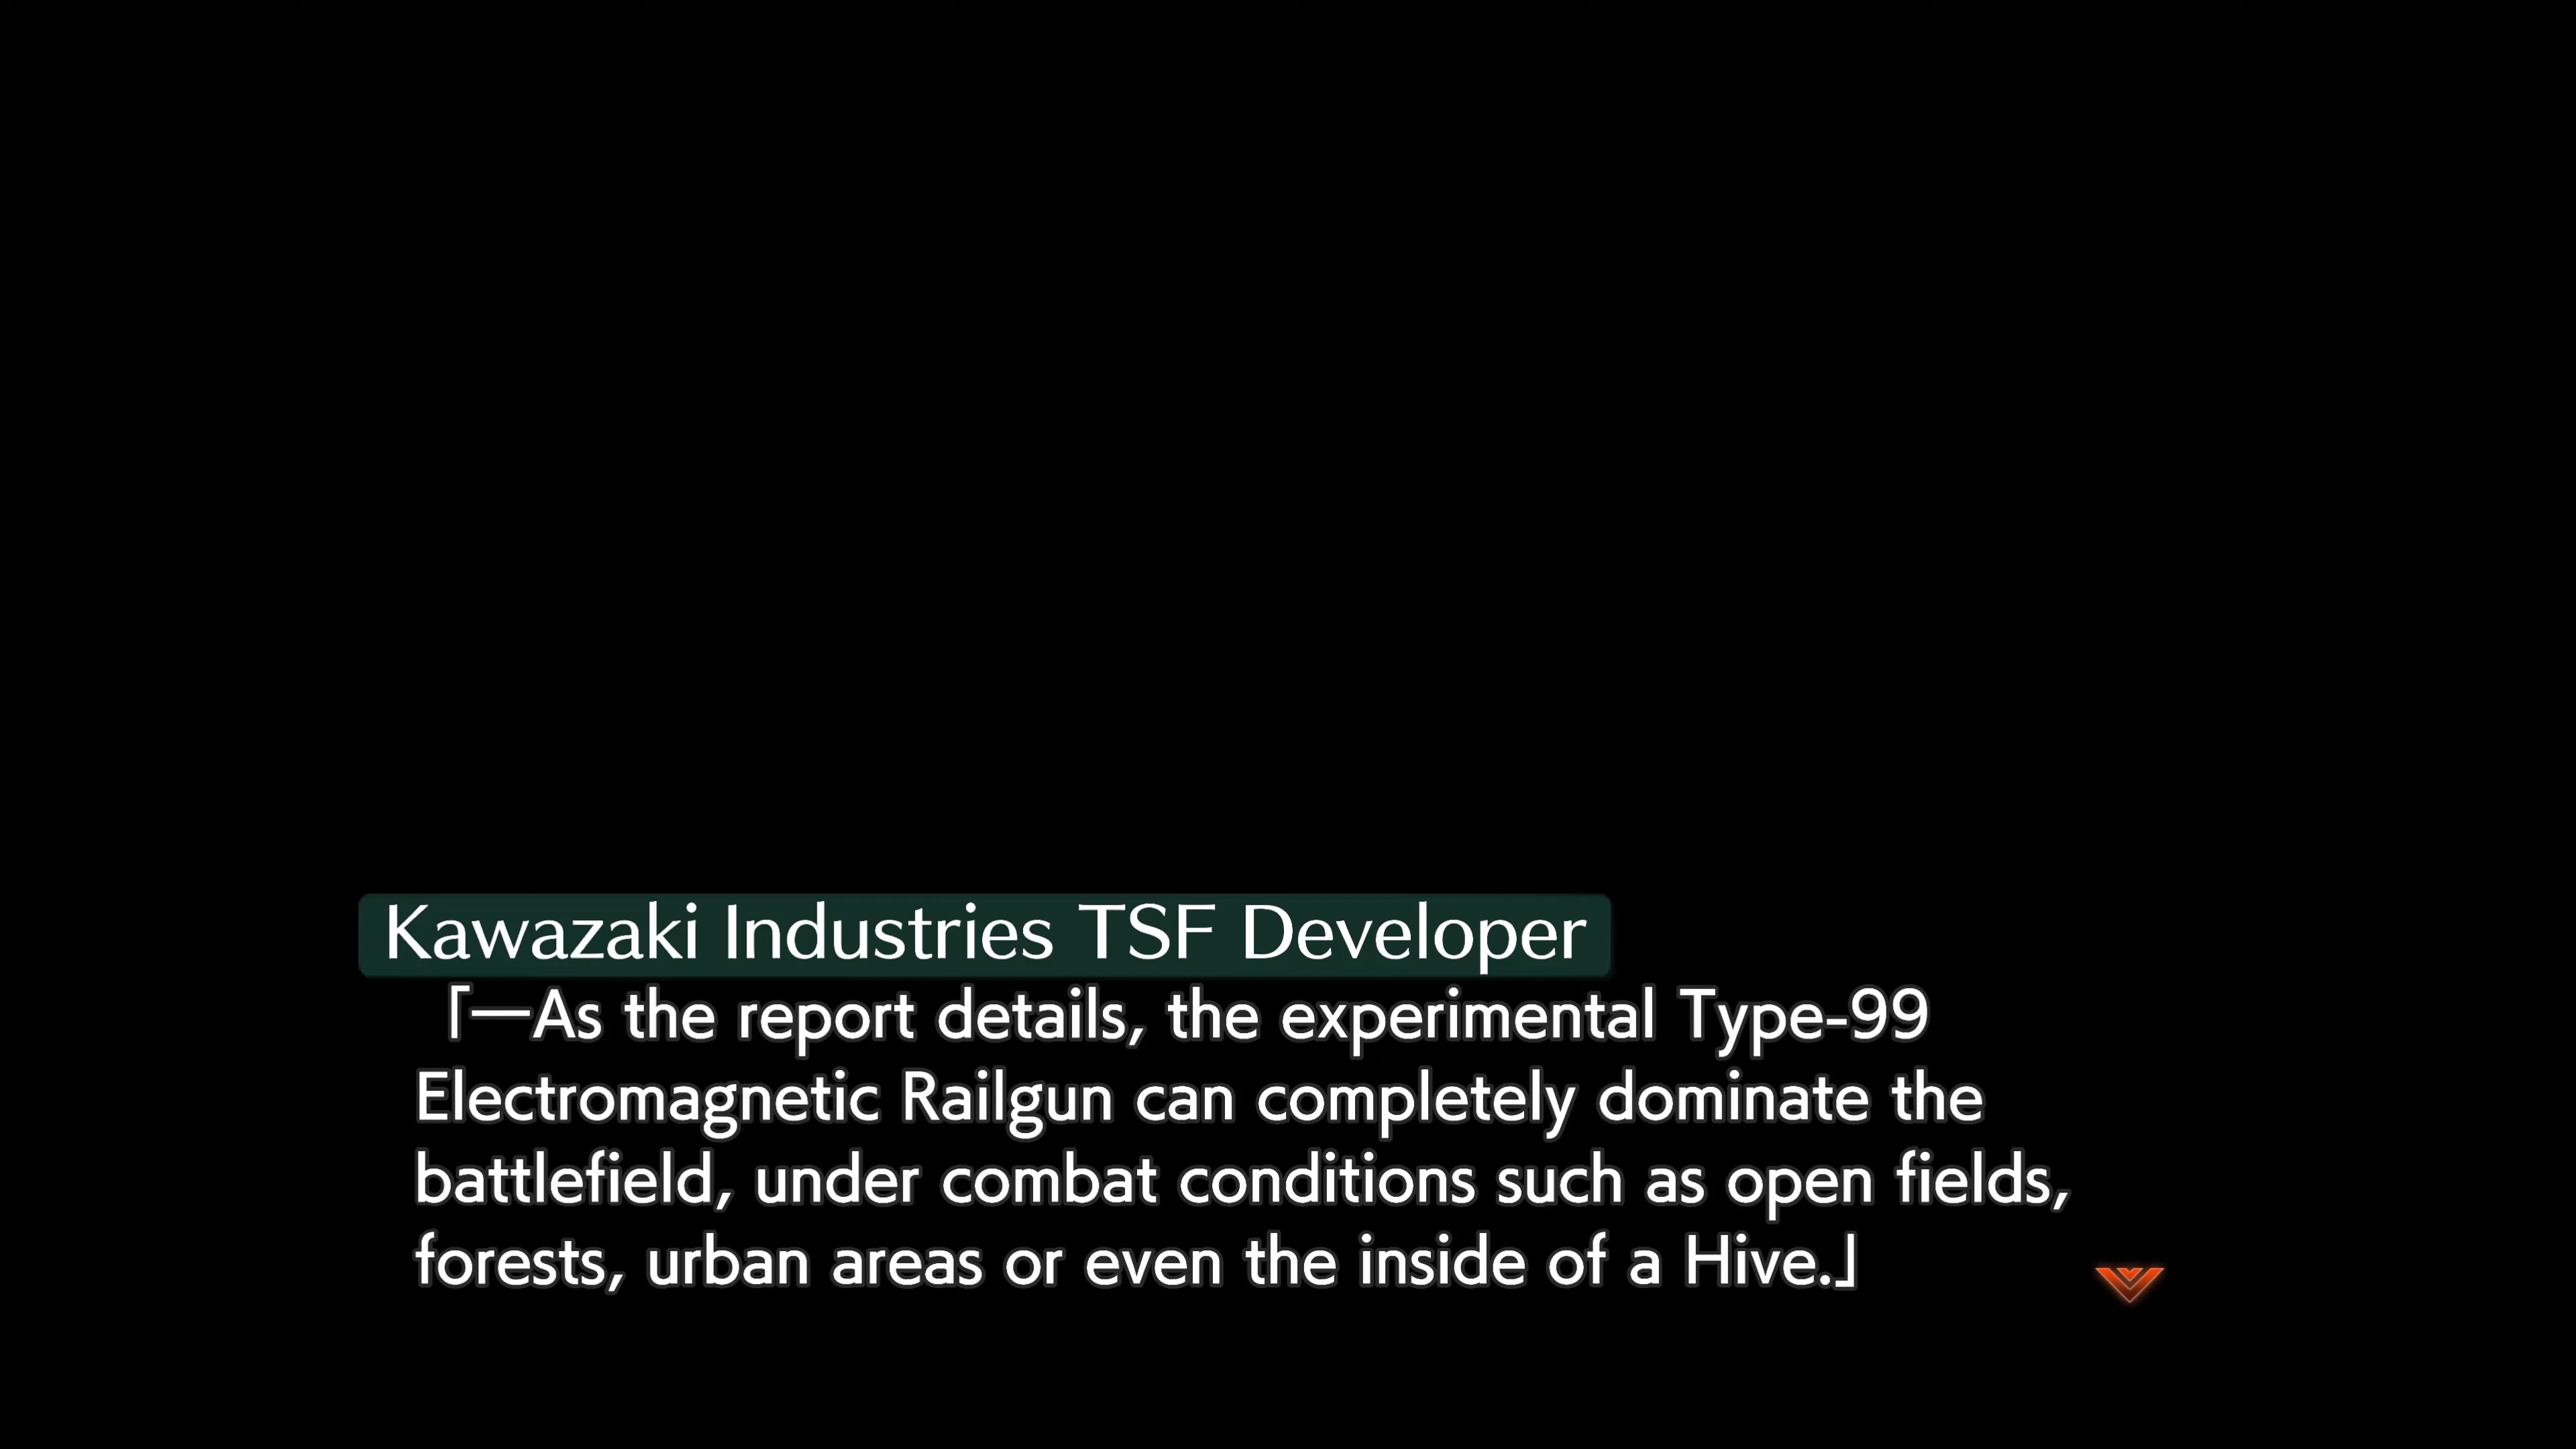 Kawazaki Industries TSF Developer
「—As the report details, the experimental Type-99
Electromagnetic Railgun can completely dominate the
battlefield, under combat conditions such as open fields,
forests, urban areas or even the inside of a Hive.」